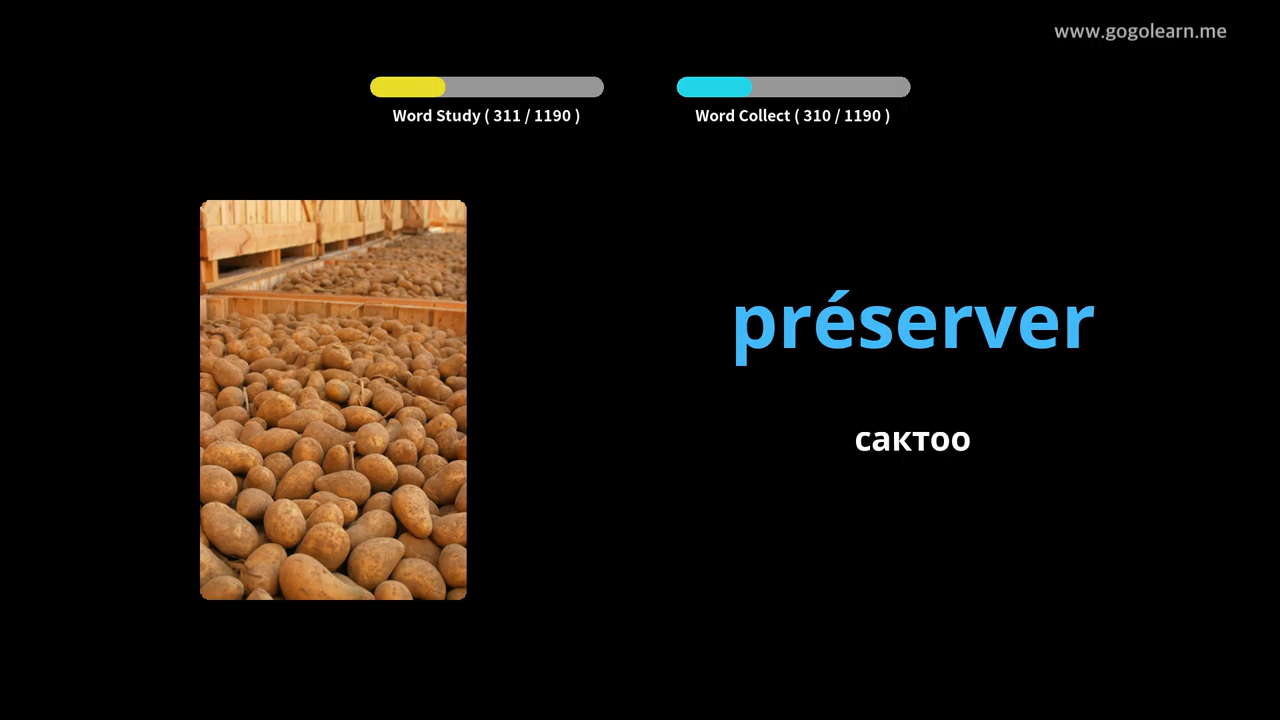 www.gogolearn.me
Word Study ( 311 / 1190 )
Word Collect ( 310 / 1190 )
préserver
сактоо